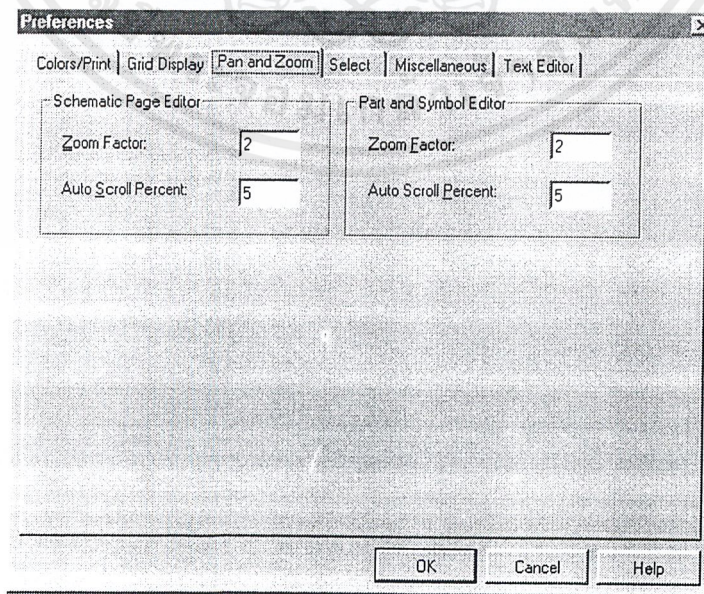 Preferences
Colors/Print Grid Display Pan and Zoom Select Miscellaneous Text Editor
Schematic Page Editor
Zoom Factor: 2
Auto Scroll Percent: 5
Part and Symbol Editor
Zoom Factor: 2
Auto Scroll Percent: 5
OK Cancel Help